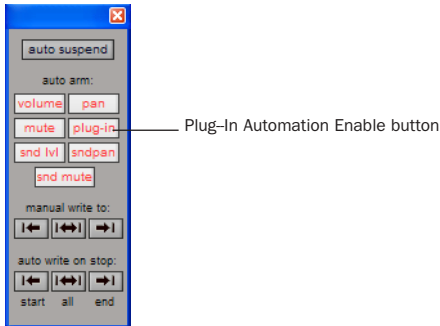 auto suspend
auto arm:
volume pan
mute plug-in
Plug-In Automation Enable button
snd lvl sndpan
snd mute
manual write to:
auto write on stop:
start all end